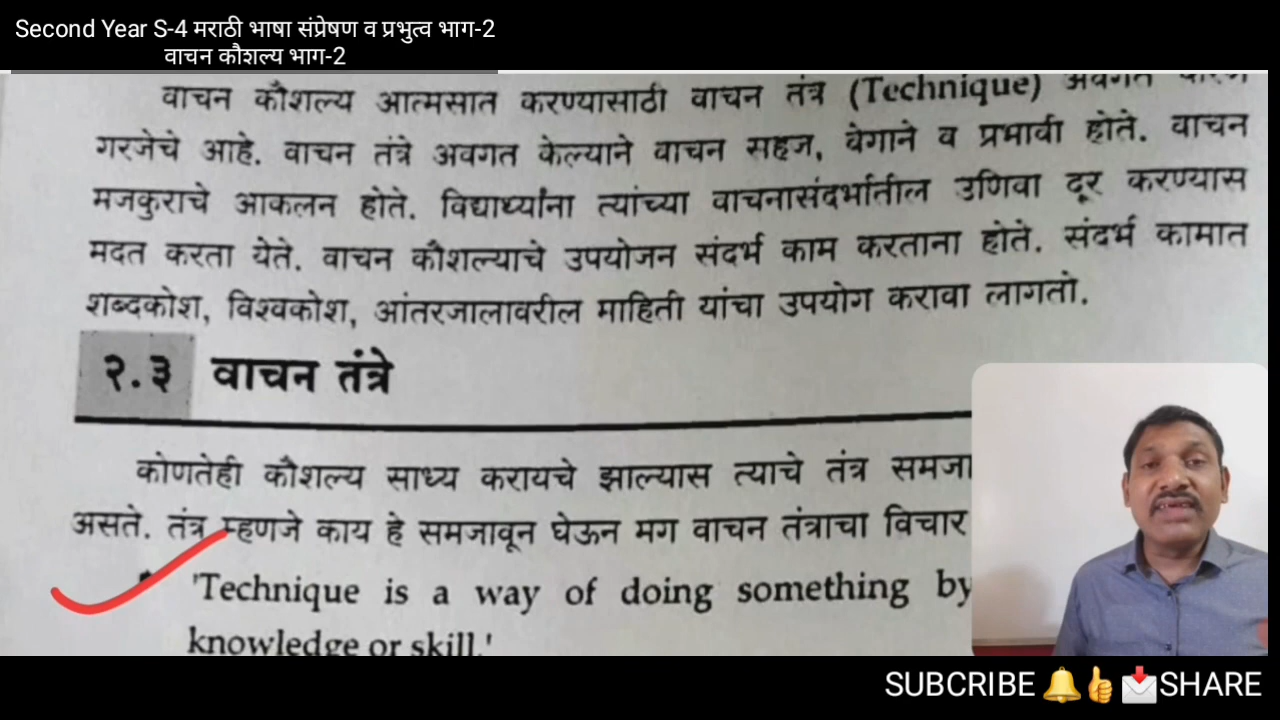 Second Year S-4 मराठी भाषा संप्रेषण व प्रभुत्व भाग-2
वाचन कौशल्य भाग-2
वाचन कौशल्य आत्मसात करण्यासाठी वाचन तंत्र (Technique) अवगत
गरजेचे आहे. वाचन तंत्रे अवगत केल्याने वाचन सहज, वेगाने व प्रभावी होते. वाचन
मजकुराचे आकलन होते. विद्यार्थ्यांना त्यांच्या वाचनासंदर्भातील उणिवा दूर करण्यास
मदत करता येते. वाचन कौशल्याचे उपयोजन संदर्भ काम करताना होते. संदर्भ कामात
शब्दकोश, विश्वकोश, आंतरजालावरील माहिती यांचा उपयोग करावा लागतो.
२.३ वाचन तंत्रे
कोणतेही कौशल्य साध्य करायचे झाल्यास त्याचे तंत्र समजा
असते. तंत्र म्हणजे काय हे समजावून घेऊन मग वाचन तंत्राचा विचार
'Technique is a way of doing something by
knowledge or skill.'
SUBCRIBE 🔔👍 📩SHARE